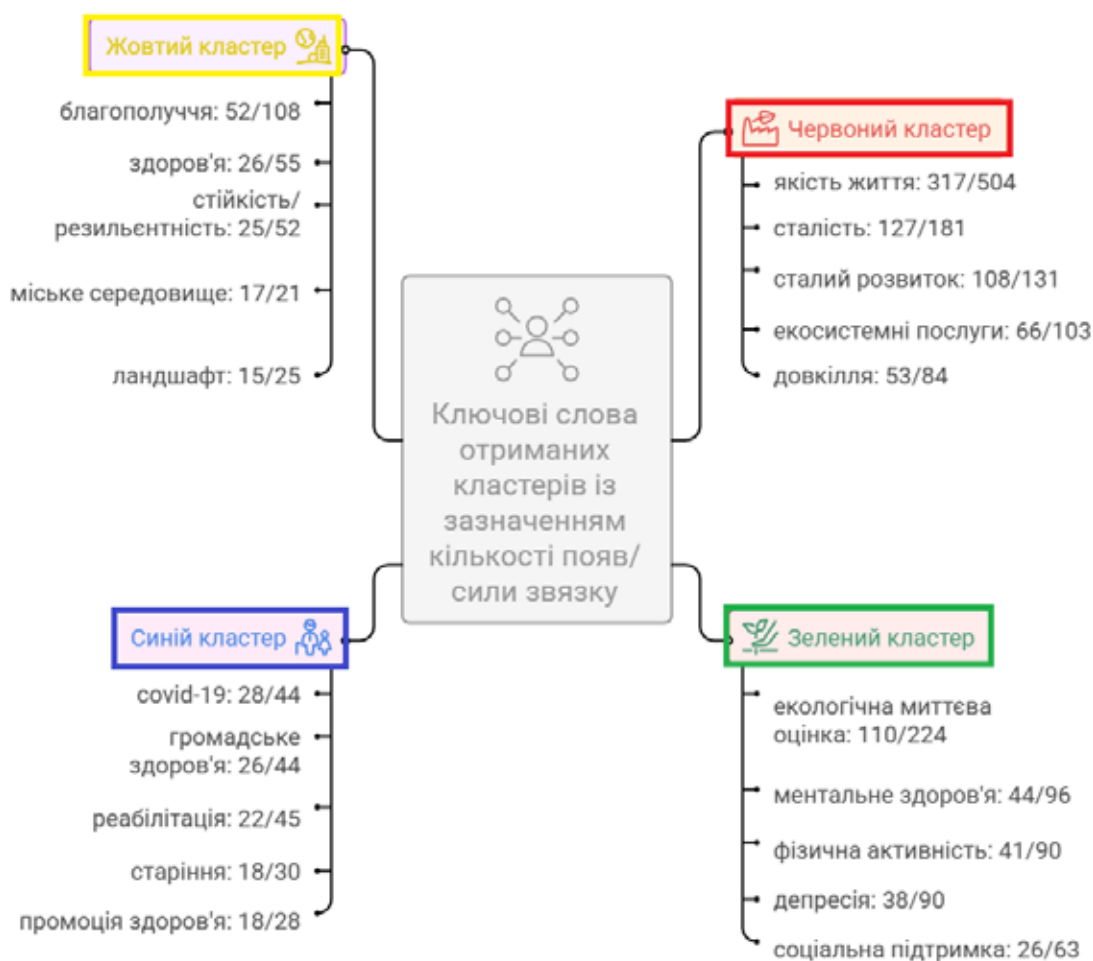 Жовтий кластер
благополуччя: 52/108
здоров'я: 26/55
стійкість/
резильєнтність: 25/52
міське середовище: 17/21
ландшафт: 15/25
Червоний кластер
якість життя: 317/504
сталість: 127/181
сталий розвиток: 108/131
екосистемні послуги: 66/103
довкілля: 53/84
Ключові слова
отриманих
кластерів із
зазначенням
кількості появ/
сили звязку
Синій кластер
covid-19: 28/44
громадське
здоров'я: 26/44
реабілітація: 22/45
старіння: 18/30
промоція здоров'я: 18/28
Зелений кластер
екологічна миттєва
оцінка: 110/224
ментальне здоров'я: 44/96
фізична активність: 41/90
депресія: 38/90
соціальна підтримка: 26/63